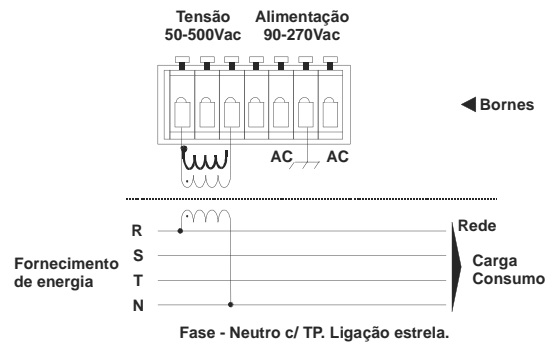 Tensão
50-500Vac
Alimentação
90-270Vac
Bornes
AC
AC
R
S
T
N
Fornecimento
de energia
Rede
Carga
Consumo
Fase - Neutro c/ TP. Ligação estrela.